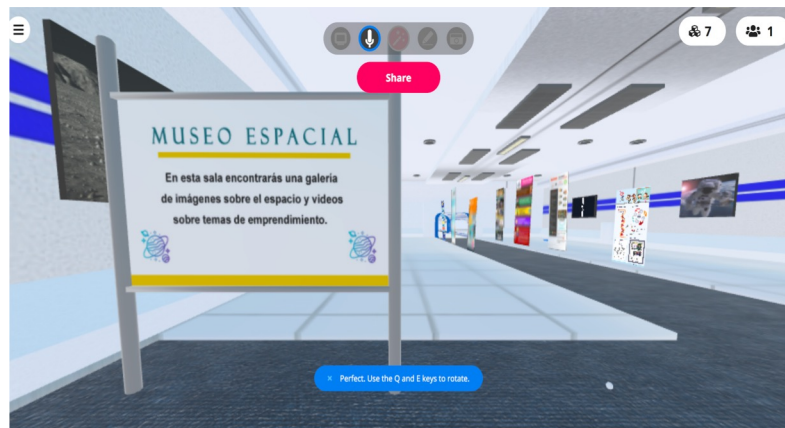 7
1
Share
MUSEO ESPACIAL
En esta sala encontrarás una galería
de imágenes sobre el espacio y videos
sobre temas de emprendimiento.
× Perfect. Use the Q and E keys to rotate.